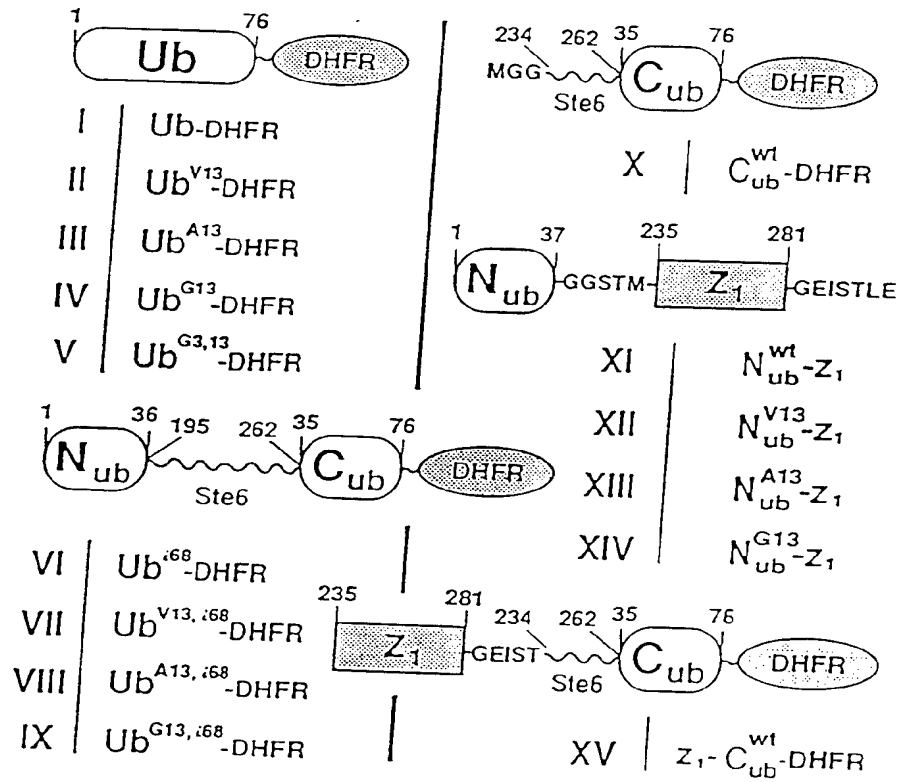 1 76
Ub DHFR
I Ub-DHFR
II Ub^V13-DHFR
III Ub^A13-DHFR
IV Ub^G13-DHFR
V Ub^G3,13-DHFR
1 36 195 262 35 76
N_ub C_ub DHFR
Ste6
VI Ub^i68-DHFR
VII Ub^V13,i68-DHFR
VIII Ub^A13,i68-DHFR
IX Ub^G13,i68-DHFR
234 262 35 76
MGG C_ub DHFR
Ste6
X C_ub^wt-DHFR
1 37 235 281
N_ub -GGSTM- Z_1 -GEISTLE
XI N_ub^wt-Z_1
XII N_ub^V13-Z_1
XIII N_ub^A13-Z_1
XIV N_ub^G13-Z_1
235 281 234 262 35 76
Z_1 -GEIST C_ub DHFR
Ste6
XV Z_1-C_ub^wt-DHFR